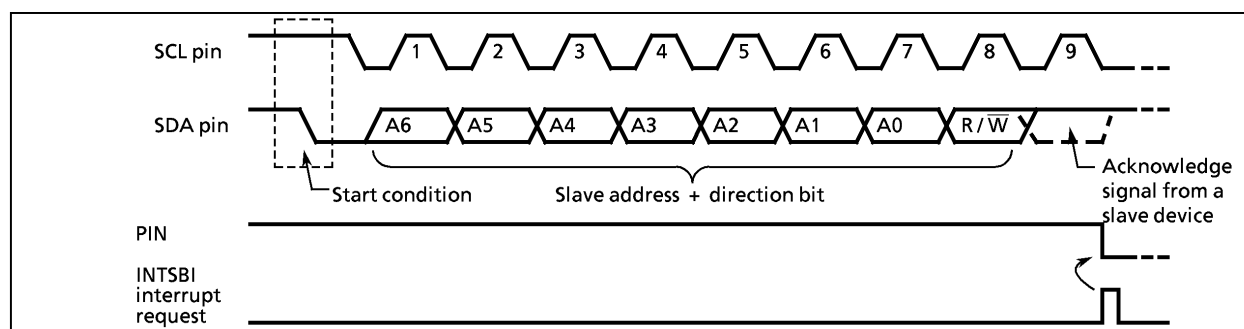 SCL pin 1 2 3 4 5 6 7 8 9
SDA pin A6 A5 A4 A3 A2 A1 A0 R / W̅
Start condition
Slave address + direction bit
Acknowledge
signal from a
slave device
PIN
INTSBI
interrupt
request